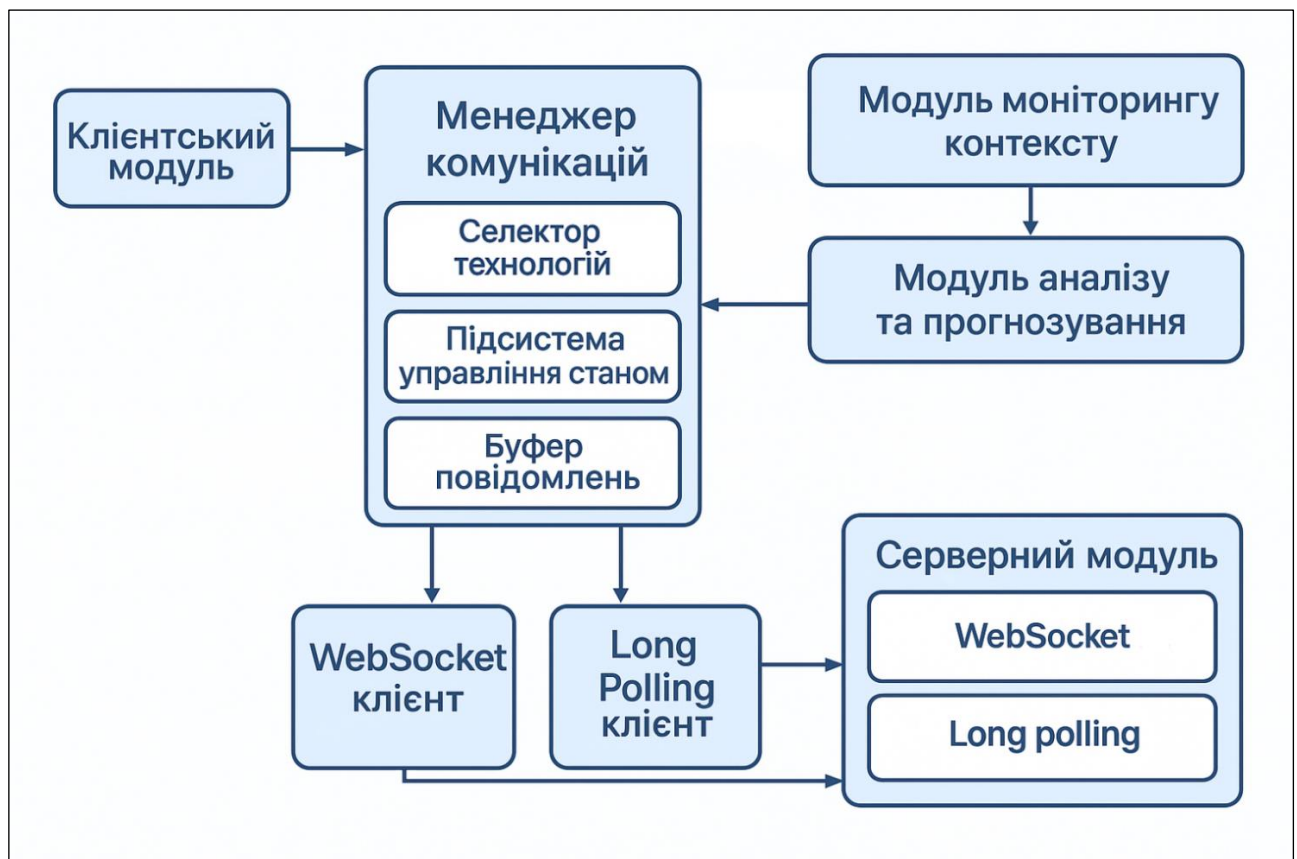 Клієнтський
модуль
Менеджер
комунікацій
Селектор
технологій
Підсистема
управління станом
Буфер
повідомлень
Модуль моніторингу
контексту
Модуль аналізу
та прогнозування
WebSocket
клієнт
Long
Polling
клієнт
Серверний модуль
WebSocket
Long polling